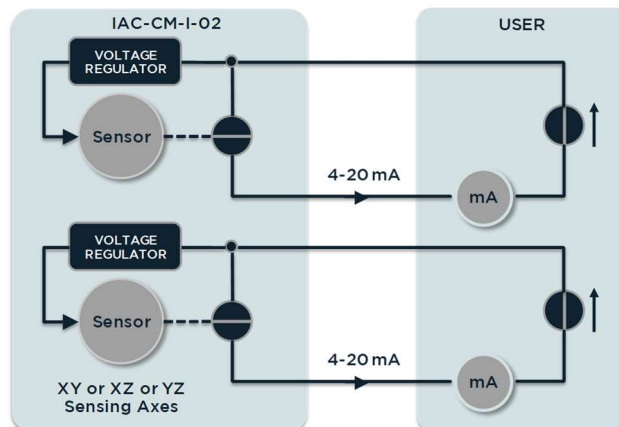 IAC-CM-I-02
USER
VOLTAGE
REGULATOR
Sensor
4-20 mA
mA
VOLTAGE
REGULATOR
Sensor
4-20 mA
mA
XY or XZ or YZ
Sensing Axes